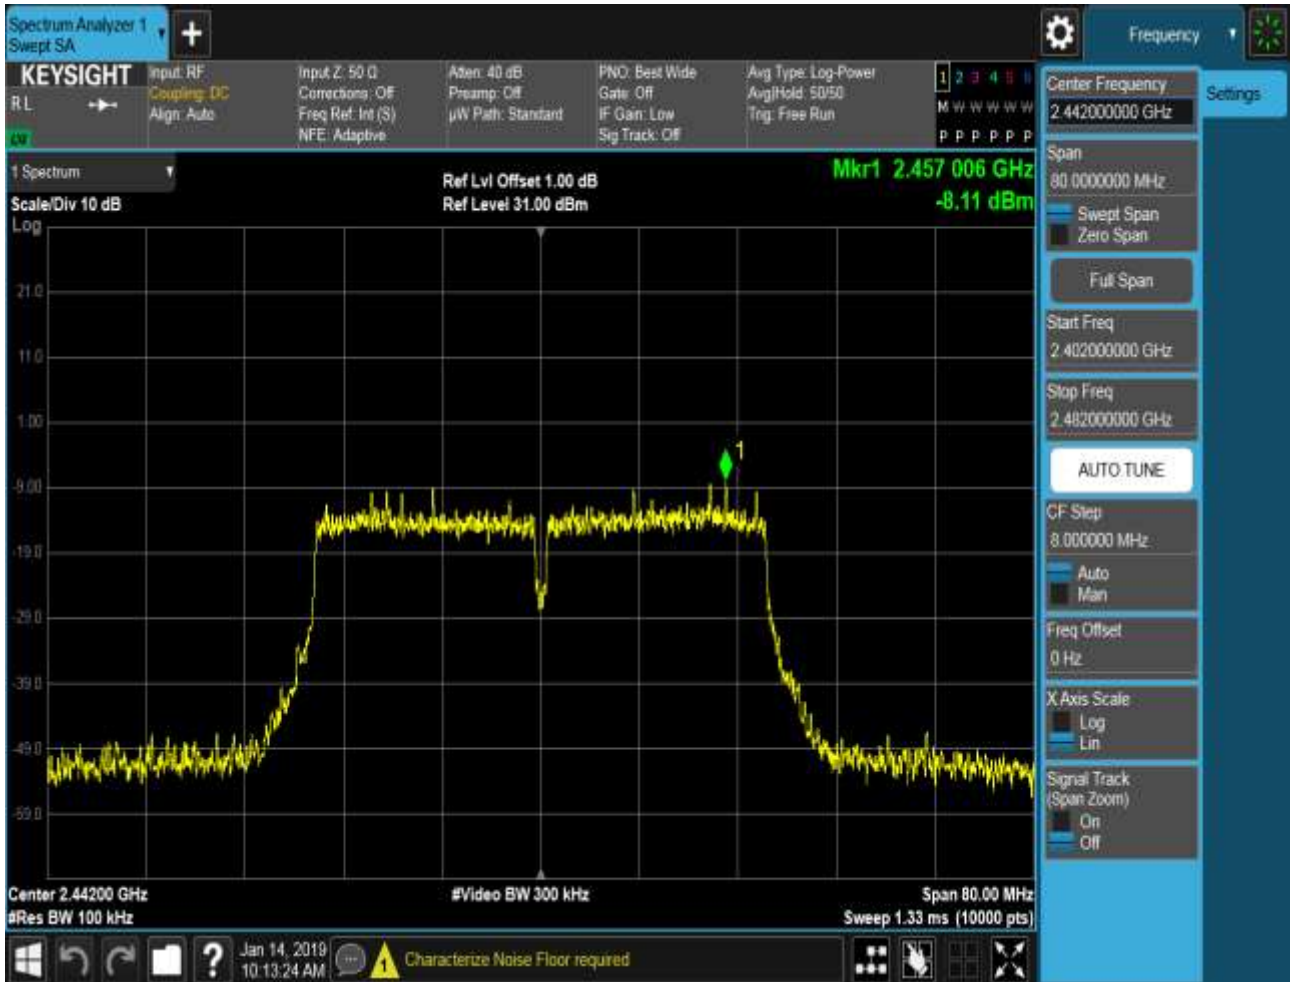 Spectrum Analyzer 1
Swept SA
+
Frequency
KEYSIGHT
RL
LW
Input: RF
Coupling: DC
Align: Auto
Input Z: 50 Ω
Corrections: Off
Freq Ref: Int (S)
NFE: Adaptive
Atten: 40 dB
Preamp: Off
µW Path: Standard
PNO: Best Wide
Gate: Off
IF Gain: Low
Sig Track: Off
Avg Type: Log-Power
Avg|Hold: 50/50
Trig: Free Run
1 2 3 4 5 6
M W W W W W
P P P P P P
1 Spectrum
Scale/Div 10 dB
Log
Ref Lvl Offset 1.00 dB
Ref Level 31.00 dBm
Mkr1 2.457 006 GHz
-8.11 dBm
21.0
11.0
1.00
-9.00
-19.0
-29.0
-39.0
-49.0
-59.0
1
Center 2.44200 GHz
#Res BW 100 kHz
#Video BW 300 kHz
Span 80.00 MHz
Sweep 1.33 ms (10000 pts)
Center Frequency
2.442000000 GHz
Settings
Span
80.0000000 MHz
Swept Span
Zero Span
Full Span
Start Freq
2.402000000 GHz
Stop Freq
2.482000000 GHz
AUTO TUNE
CF Step
8.000000 MHz
Auto
Man
Freq Offset
0 Hz
X Axis Scale
Log
Lin
Signal Track
(Span Zoom)
On
Off
?
Jan 14, 2019
10:13:24 AM
1
Characterize Noise Floor required